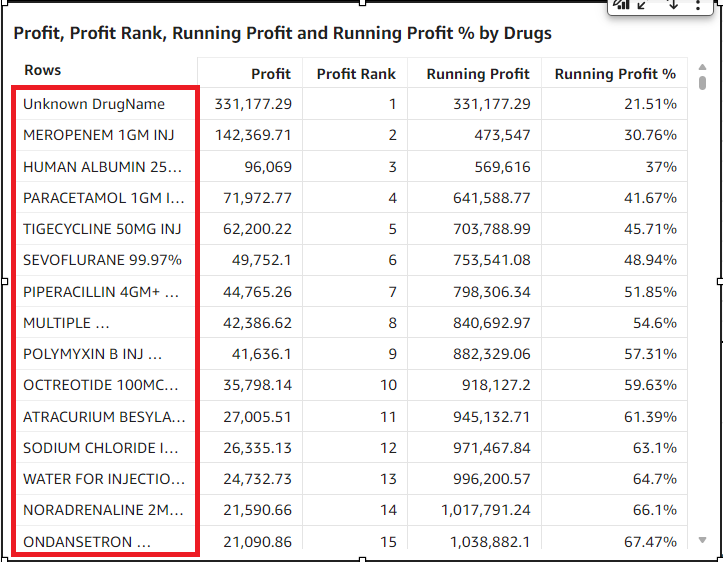 Profit, Profit Rank, Running Profit and Running Profit % by Drugs
Rows Profit Profit Rank Running Profit Running Profit %
Unknown DrugName 331,177.29 1 331,177.29 21.51%
MEROPENEM 1GM INJ 142,369.71 2 473,547 30.76%
HUMAN ALBUMIN 25... 96,069 3 569,616 37%
PARACETAMOL 1GM I... 71,972.77 4 641,588.77 41.67%
TIGECYCLINE 50MG INJ 62,200.22 5 703,788.99 45.71%
SEVOFLURANE 99.97% 49,752.1 6 753,541.08 48.94%
PIPERACILLIN 4GM+ ... 44,765.26 7 798,306.34 51.85%
MULTIPLE ... 42,386.62 8 840,692.97 54.6%
POLYMYXIN B INJ ... 41,636.1 9 882,329.06 57.31%
OCTREOTIDE 100MC... 35,798.14 10 918,127.2 59.63%
ATRACURIUM BESYLA... 27,005.51 11 945,132.71 61.39%
SODIUM CHLORIDE I... 26,335.13 12 971,467.84 63.1%
WATER FOR INJECTIO... 24,732.73 13 996,200.57 64.7%
NORADRENALINE 2M... 21,590.66 14 1,017,791.24 66.1%
ONDANSETRON ... 21,090.86 15 1,038,882.1 67.47%